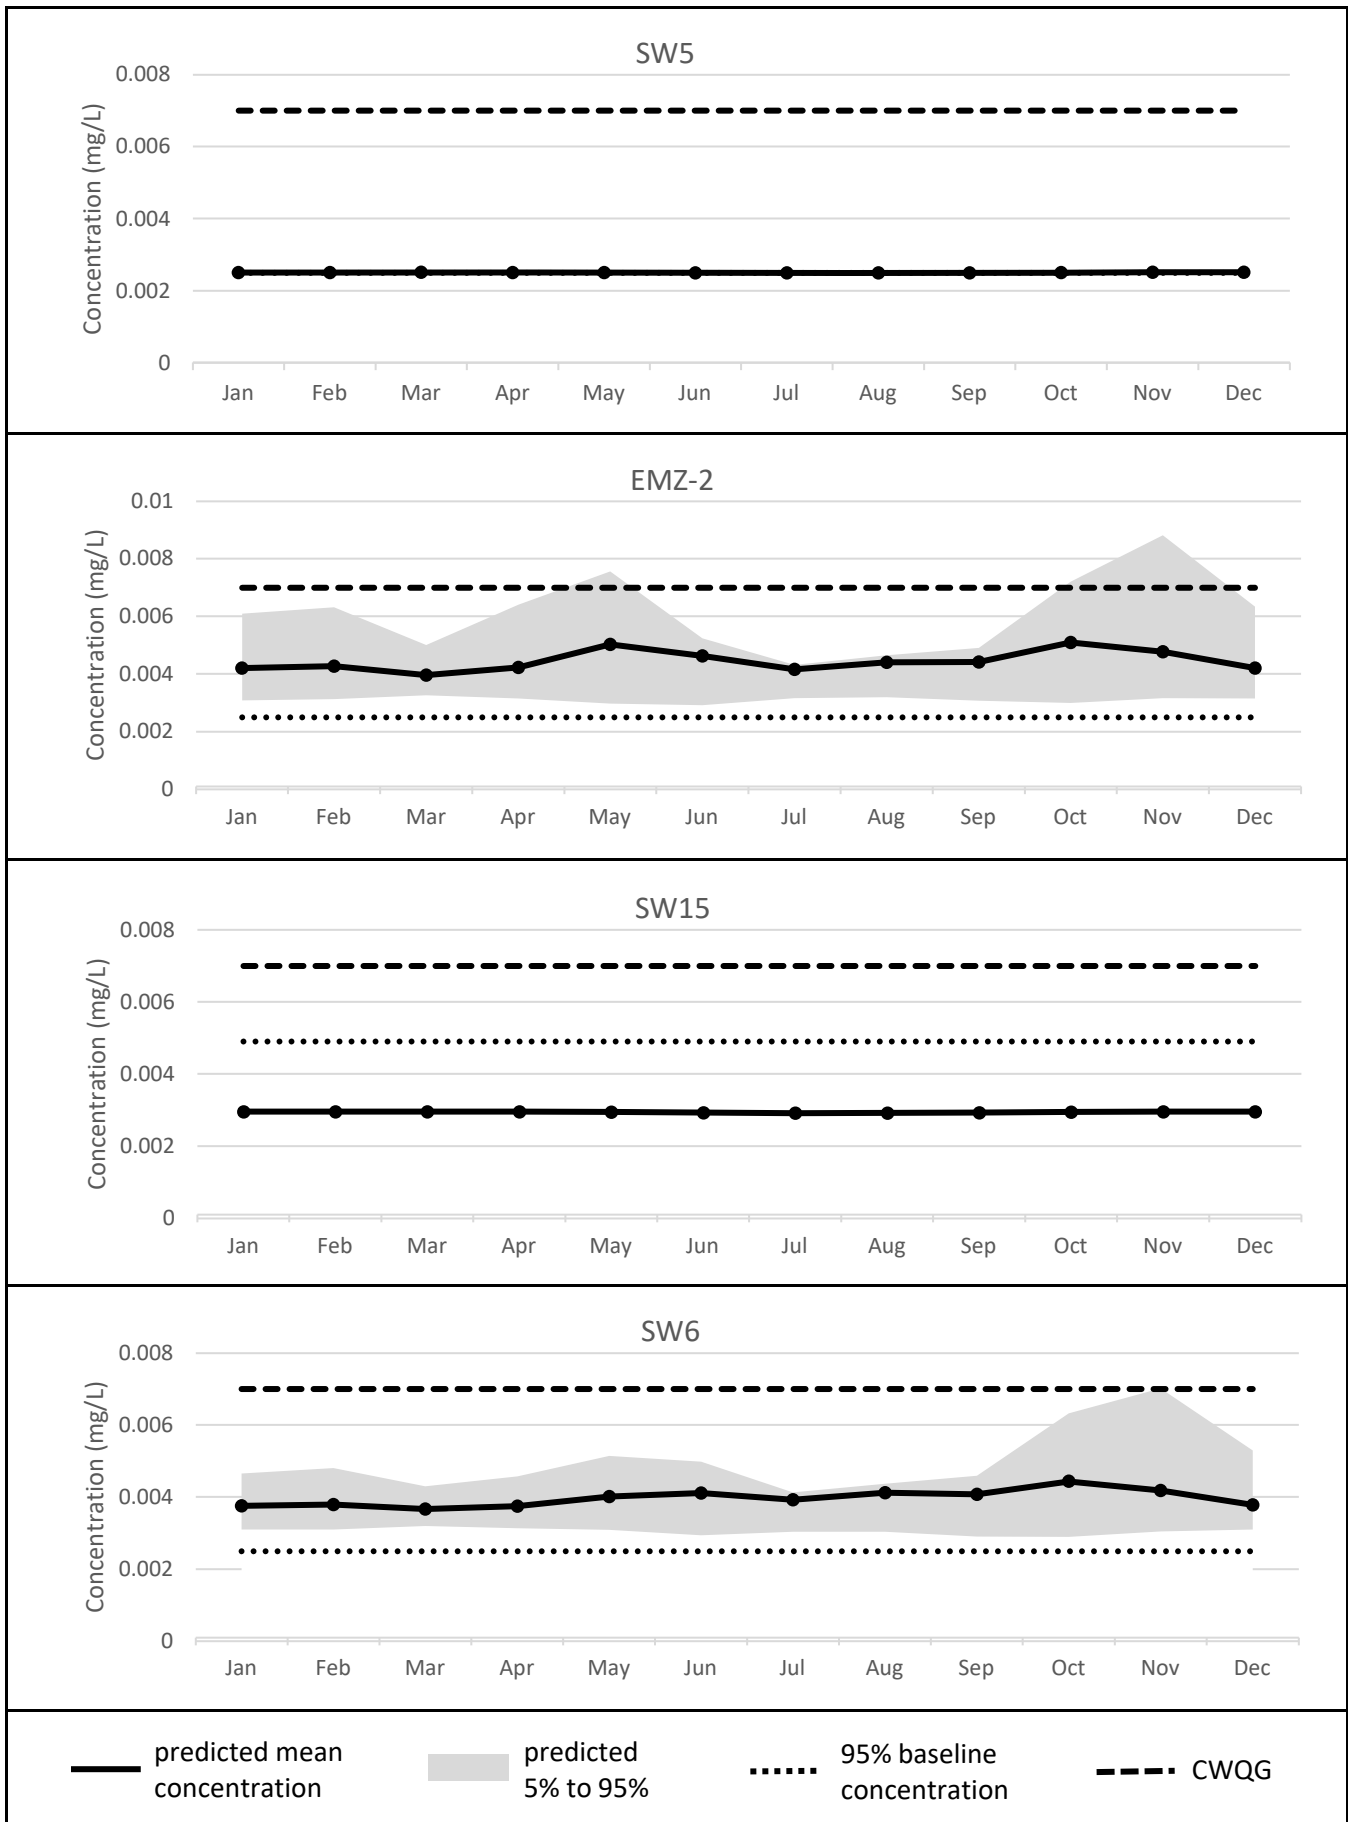 SW5
Concentration (mg/L)
0.008
0.006
0.004
0.002
0
Jan Feb Mar Apr May Jun Jul Aug Sep Oct Nov Dec
EMZ-2
Concentration (mg/L)
0.01
0.008
0.006
0.004
0.002
0
Jan Feb Mar Apr May Jun Jul Aug Sep Oct Nov Dec
SW15
Concentration (mg/L)
0.008
0.006
0.004
0.002
0
Jan Feb Mar Apr May Jun Jul Aug Sep Oct Nov Dec
SW6
Concentration (mg/L)
0.008
0.006
0.004
0.002
0
Jan Feb Mar Apr May Jun Jul Aug Sep Oct Nov Dec
predicted mean
concentration
predicted
5% to 95%
95% baseline
concentration
CWQG